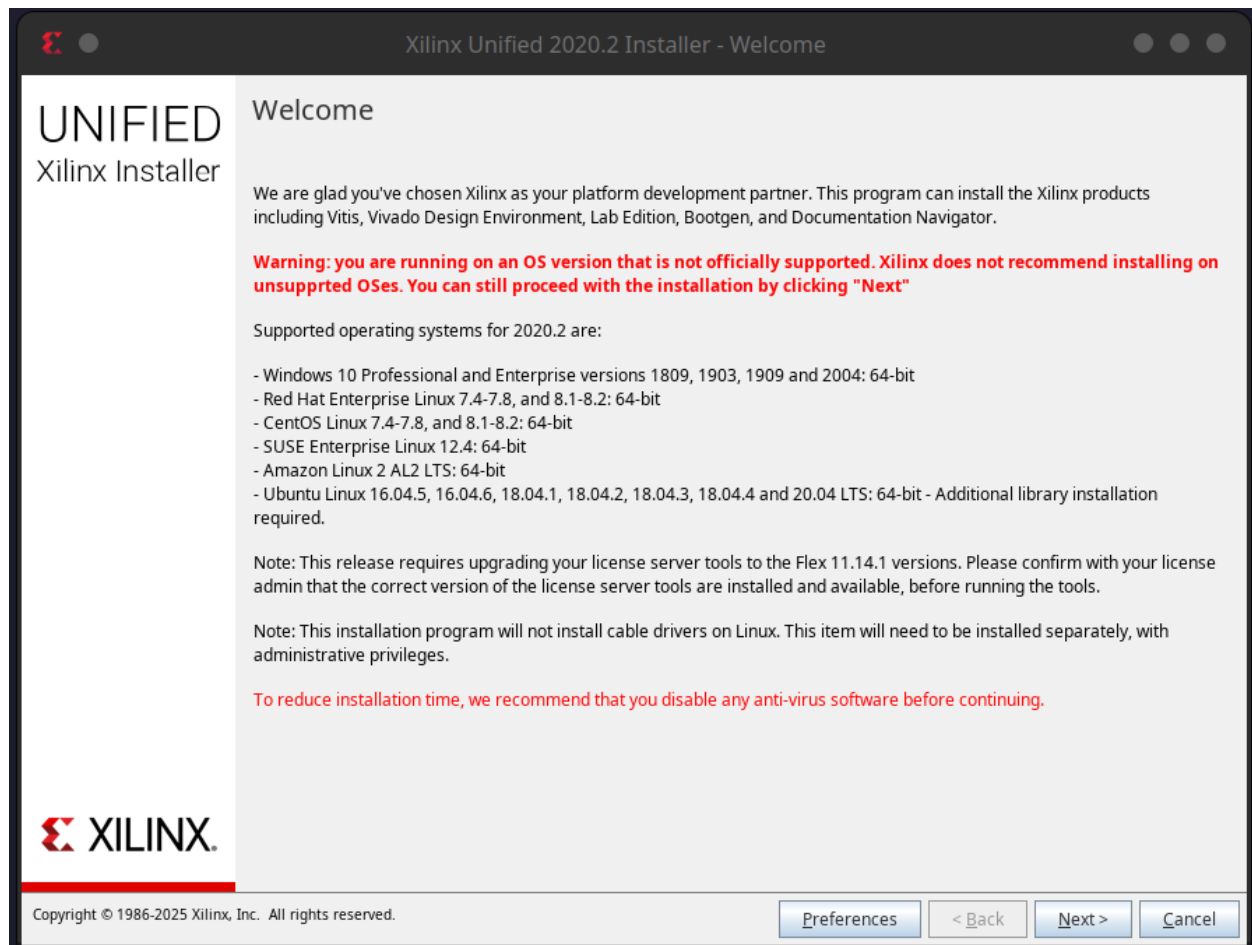 Xilinx Unified 2020.2 Installer - Welcome
UNIFIED
Xilinx Installer
Welcome
We are glad you've chosen Xilinx as your platform development partner. This program can install the Xilinx products
including Vitis, Vivado Design Environment, Lab Edition, Bootgen, and Documentation Navigator.
Warning: you are running on an OS version that is not officially supported. Xilinx does not recommend installing on
unsupprted OSes. You can still proceed with the installation by clicking "Next"
Supported operating systems for 2020.2 are:
- Windows 10 Professional and Enterprise versions 1809, 1903, 1909 and 2004: 64-bit
- Red Hat Enterprise Linux 7.4-7.8, and 8.1-8.2: 64-bit
- CentOS Linux 7.4-7.8, and 8.1-8.2: 64-bit
- SUSE Enterprise Linux 12.4: 64-bit
- Amazon Linux 2 AL2 LTS: 64-bit
- Ubuntu Linux 16.04.5, 16.04.6, 18.04.1, 18.04.2, 18.04.3, 18.04.4 and 20.04 LTS: 64-bit - Additional library installation
required.
Note: This release requires upgrading your license server tools to the Flex 11.14.1 versions. Please confirm with your license
admin that the correct version of the license server tools are installed and available, before running the tools.
Note: This installation program will not install cable drivers on Linux. This item will need to be installed separately, with
administrative privileges.
To reduce installation time, we recommend that you disable any anti-virus software before continuing.
XILINX.
Copyright © 1986-2025 Xilinx, Inc. All rights reserved.
Preferences
< Back
Next >
Cancel